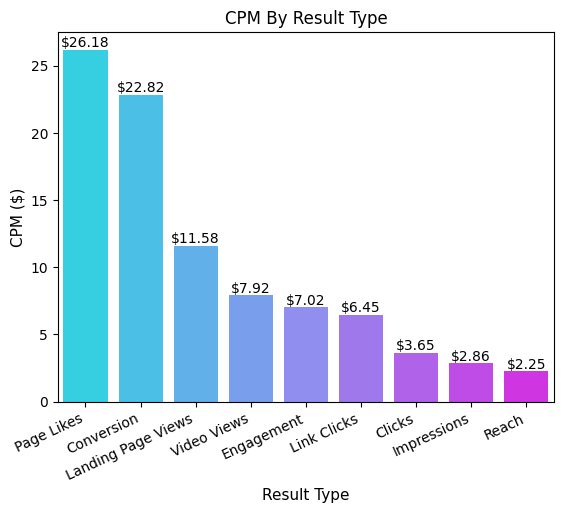 CPM By Result Type
CPM ($)
25
20
15
10
5
0
$26.18
$22.82
$11.58
$7.92
$7.02
$6.45
$3.65
$2.86
$2.25
Page Likes
Conversion
Landing Page Views
Video Views
Engagement
Link Clicks
Clicks
Impressions
Reach
Result Type